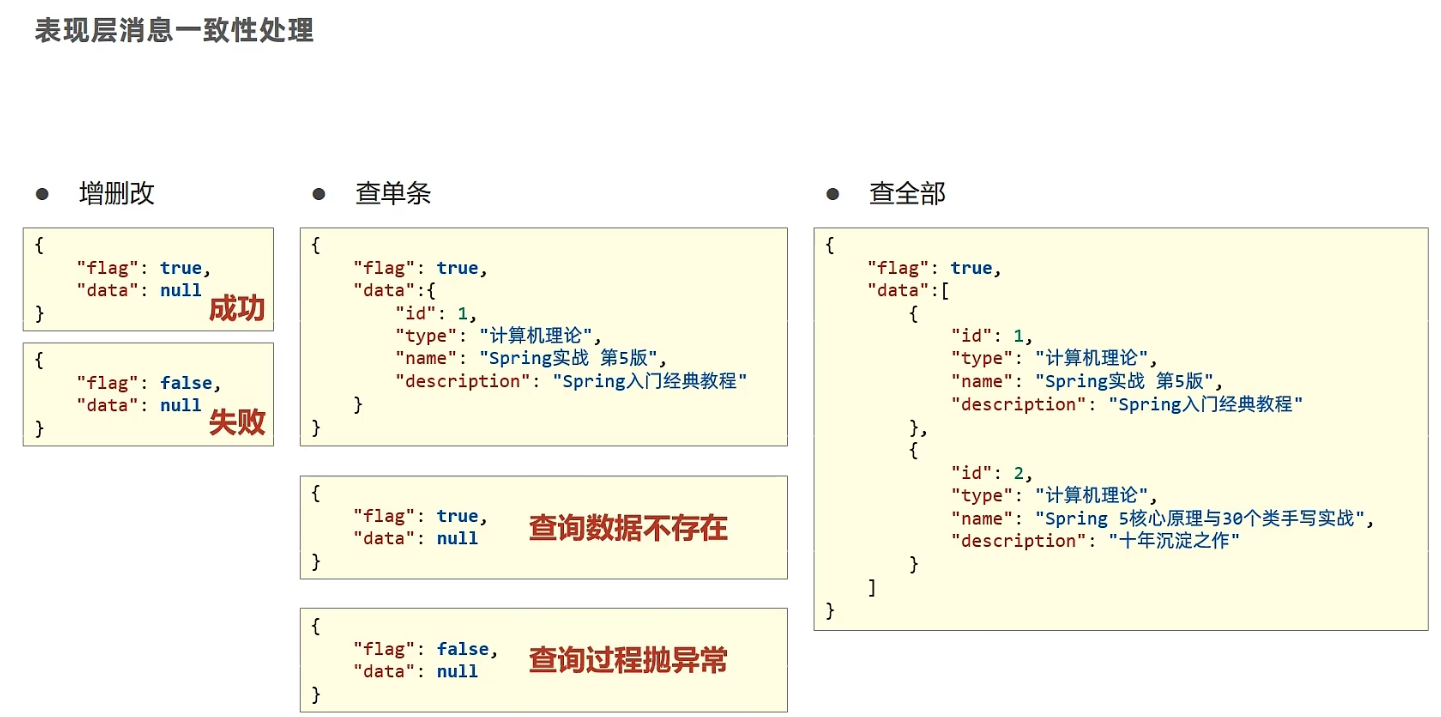 表现层消息一致性处理
● 增删改
{
"flag": true,
"data": null
}
成功
{
"flag": false,
"data": null
}
失败
● 查单条
{
"flag": true,
"data":{
"id": 1,
"type": "计算机理论",
"name": "Spring实战 第5版",
"description": "Spring入门经典教程"
}
}
{
"flag": true,
"data": null
}
查询数据不存在
{
"flag": false,
"data": null
}
查询过程抛异常
● 查全部
{
"flag": true,
"data":[
{
"id": 1,
"type": "计算机理论",
"name": "Spring实战 第5版",
"description": "Spring入门经典教程"
},
{
"id": 2,
"type": "计算机理论",
"name": "Spring 5核心原理与30个类手写实战",
"description": "十年沉淀之作"
}
]
}